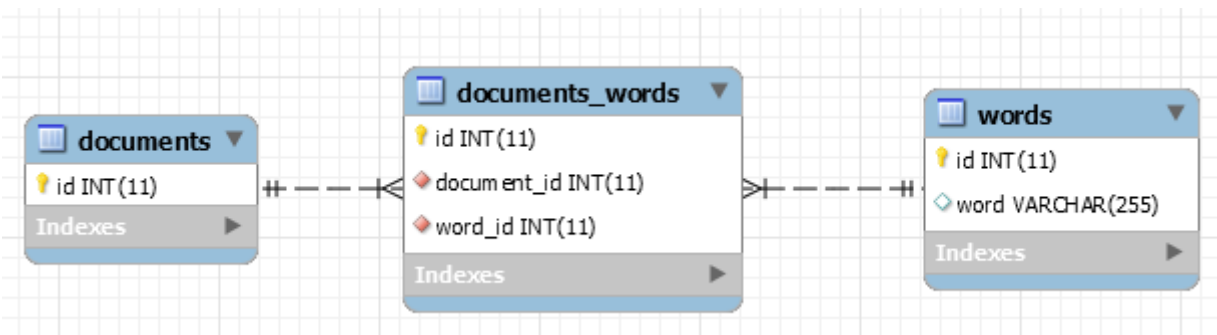 documents
id INT(11)
Indexes
documents_words
id INT(11)
document_id INT(11)
word_id INT(11)
Indexes
words
id INT(11)
word VARCHAR(255)
Indexes